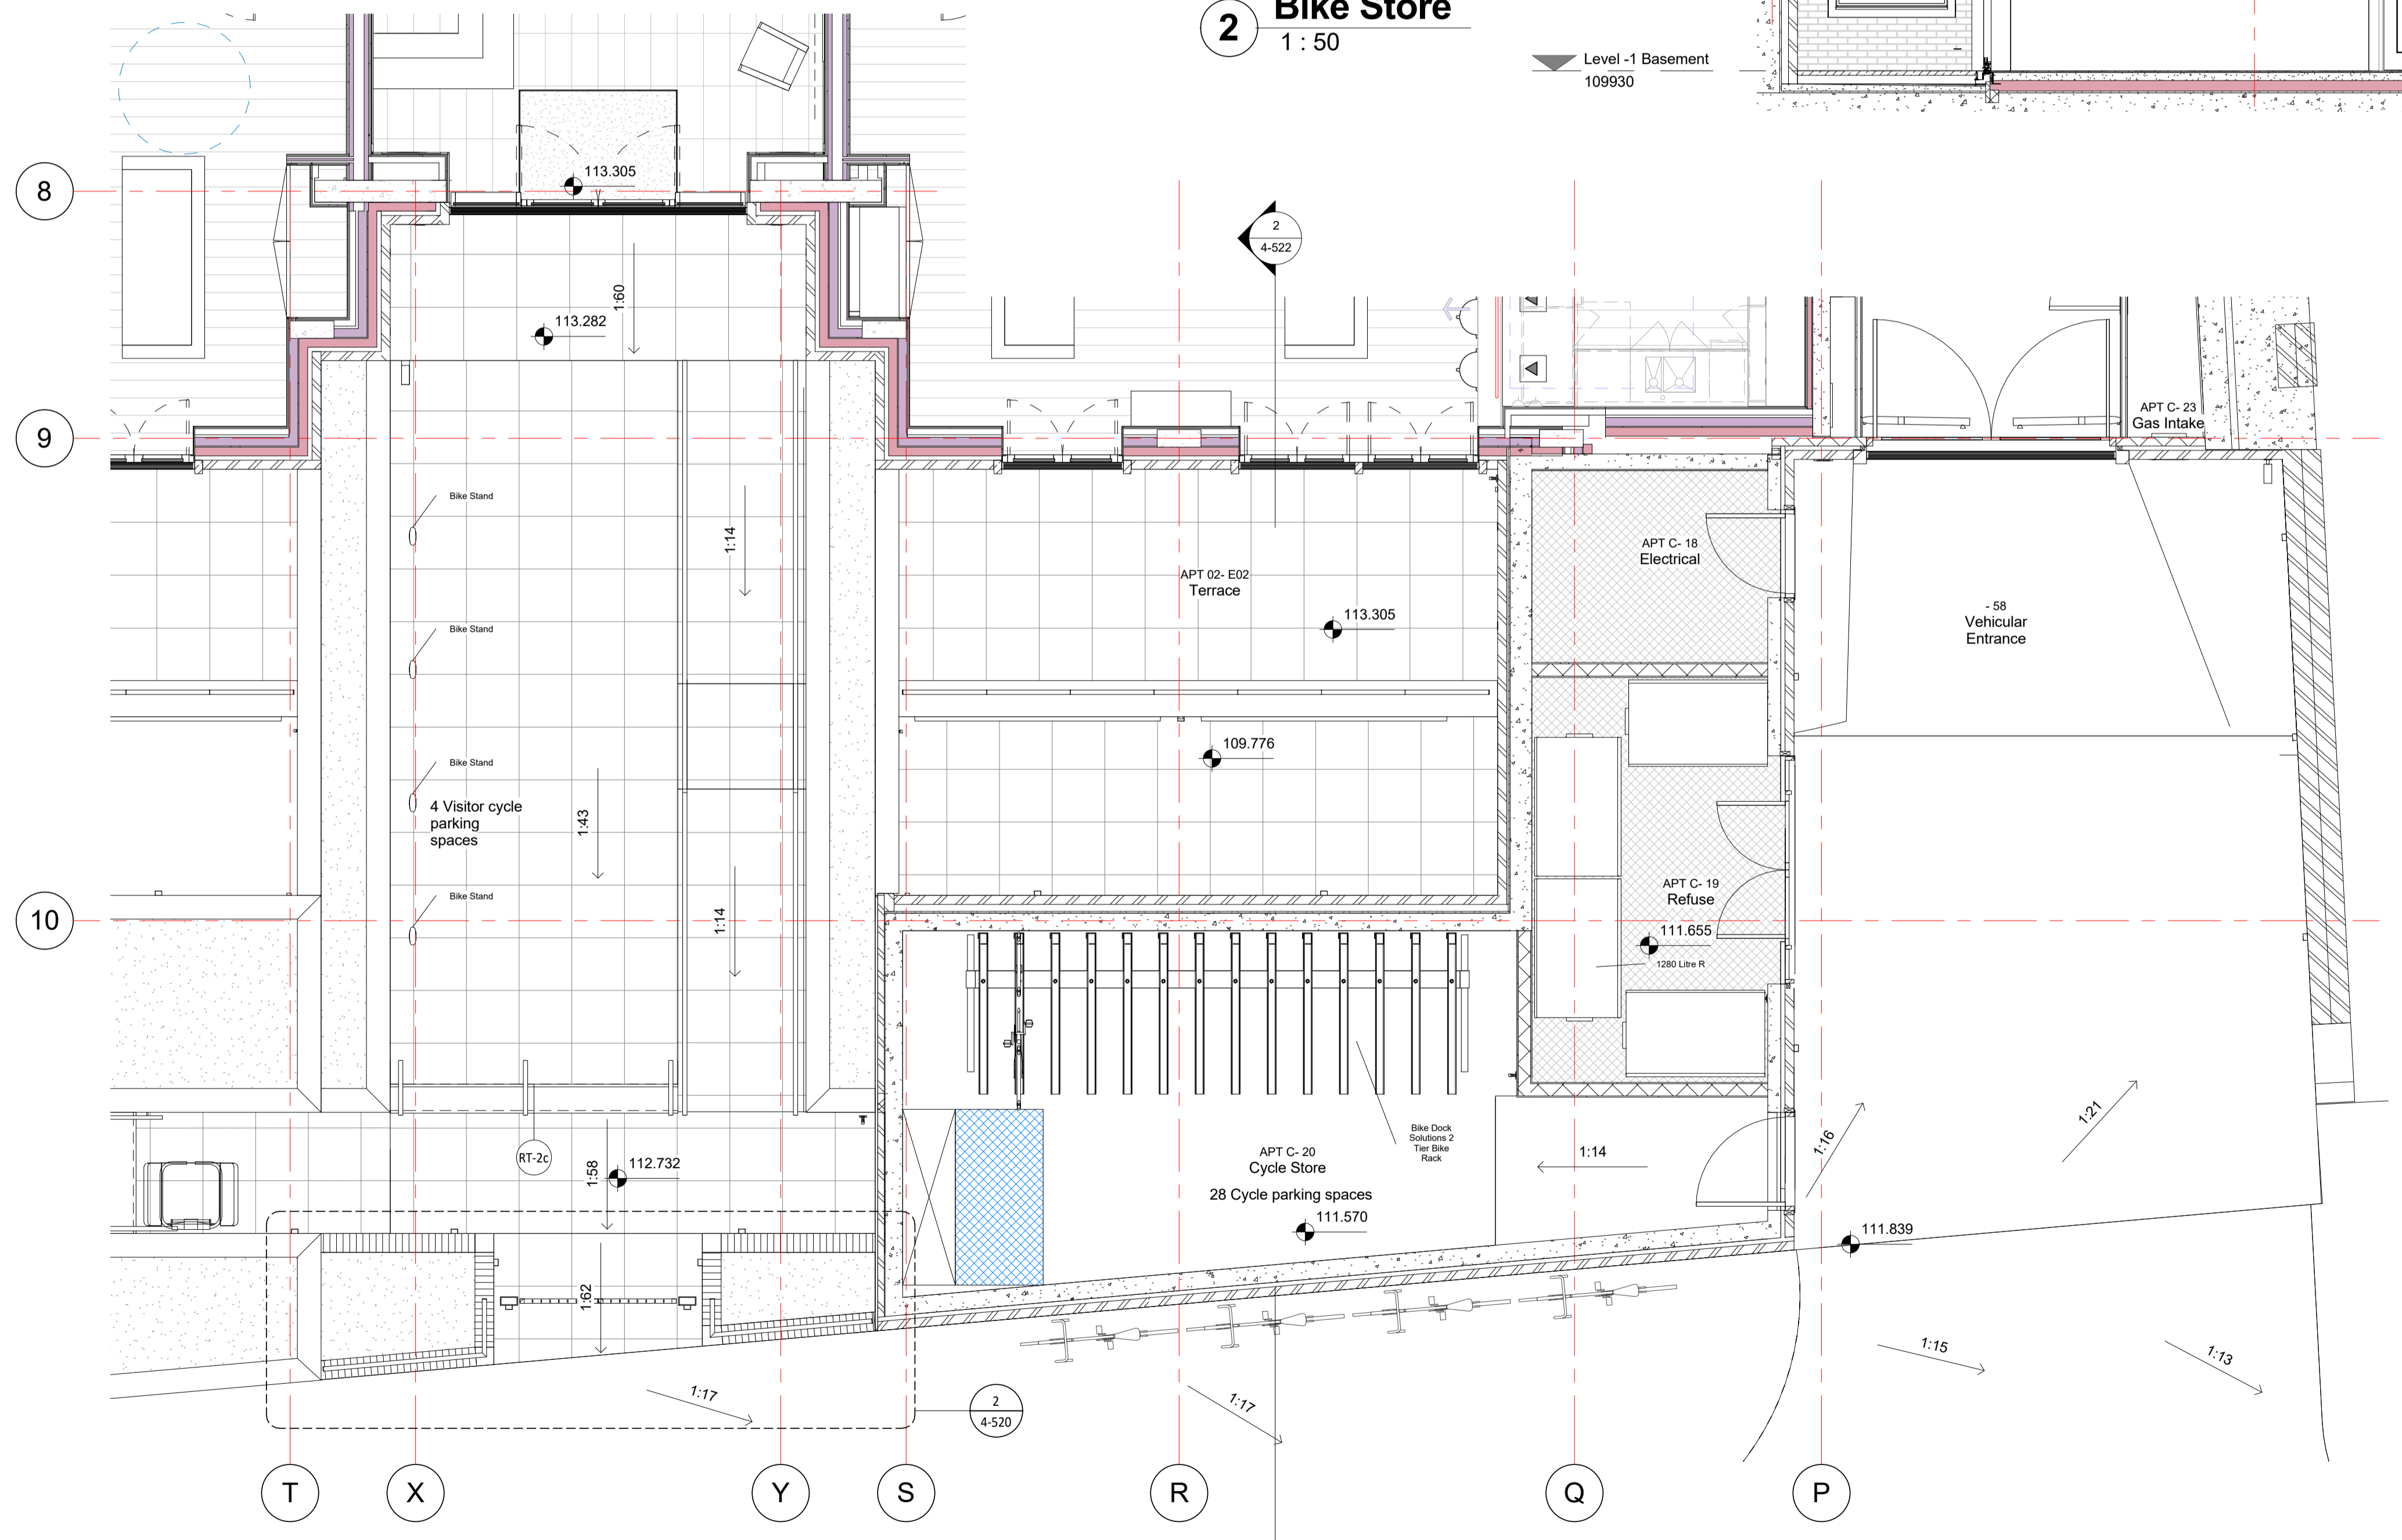 2
Bike Store
1 : 50
Level -1 Basement
109930
8
113.305
2
4-522
113.282
1:60
9
APT C- 23
Gas Intake
Bike Stand
1:14
APT C- 18
Electrical
APT 02- E02
Terrace
113.305
- 58
Vehicular
Entrance
Bike Stand
109.776
Bike Stand
4 Visitor cycle
parking
spaces
1:43
Bike Stand
1:14
10
APT C- 19
Refuse
111.655
1280 Litre R
RT-2c
1:58
112.732
Bike Dock
Solutions 2
Tier Bike
Rack
APT C- 20
Cycle Store
28 Cycle parking spaces
111.570
1:14
1:16
1:21
111.839
1:62
1:17
2
4-520
1:17
1:15
1:13
T
X
Y
S
R
Q
P